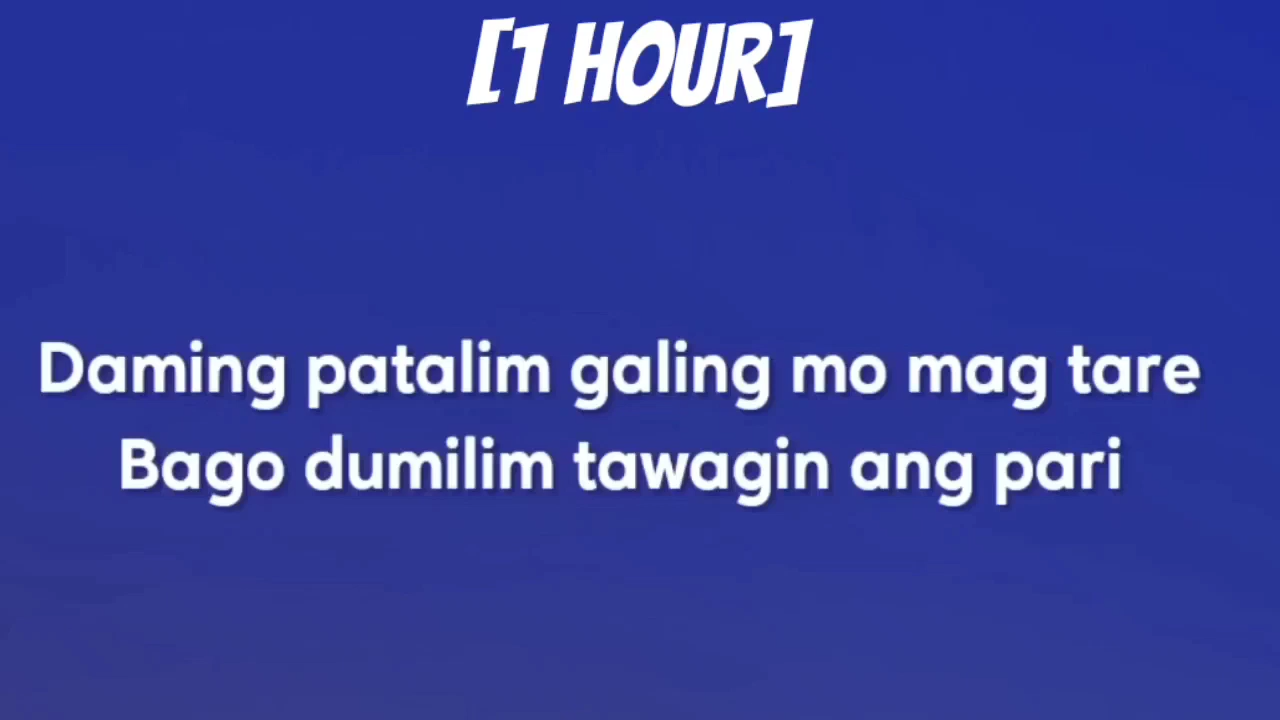 [1 HOUR]
Daming patalim galing mo mag tare
Bago dumilim tawagin ang pari